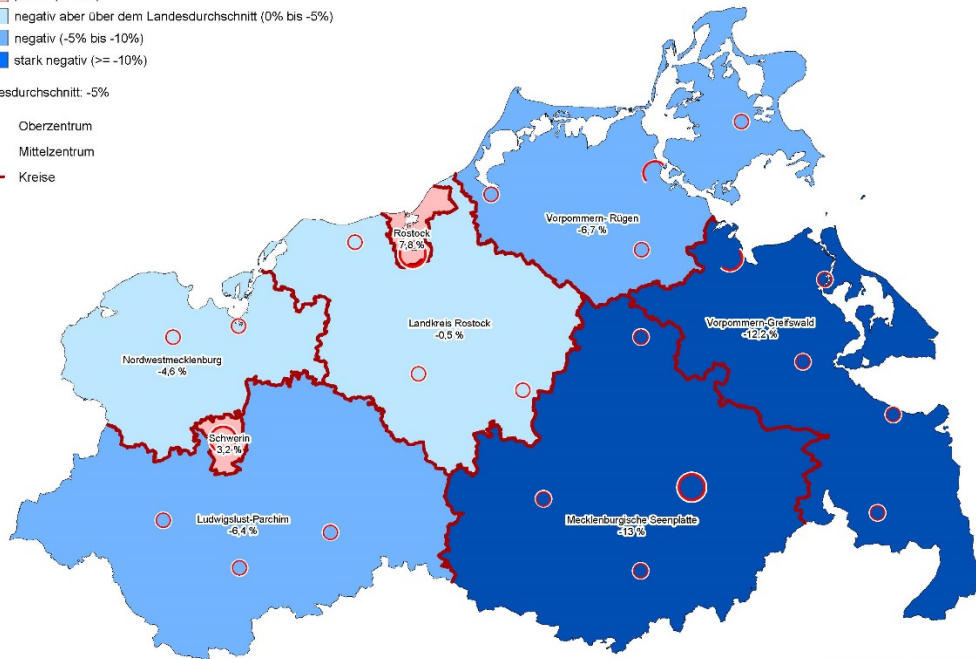 negativ aber über dem Landesdurchschnitt (0% bis -5%)
negativ (-5% bis -10%)
stark negativ (>= -10%)
esdurchschnitt: -5%
Oberzentrum
Mittelzentrum
Kreise
Vorpommern- Rügen
-6,7 %
Rostock
7,8 %
Landkreis Rostock
-0,5 %
Vorpommern-Greifswald
-12,2 %
Nordwestmecklenburg
-4,6 %
Schwerin
3,2 %
Ludwigslust-Parchim
-6,4 %
Mecklenburgische Seenplatte
-13 %